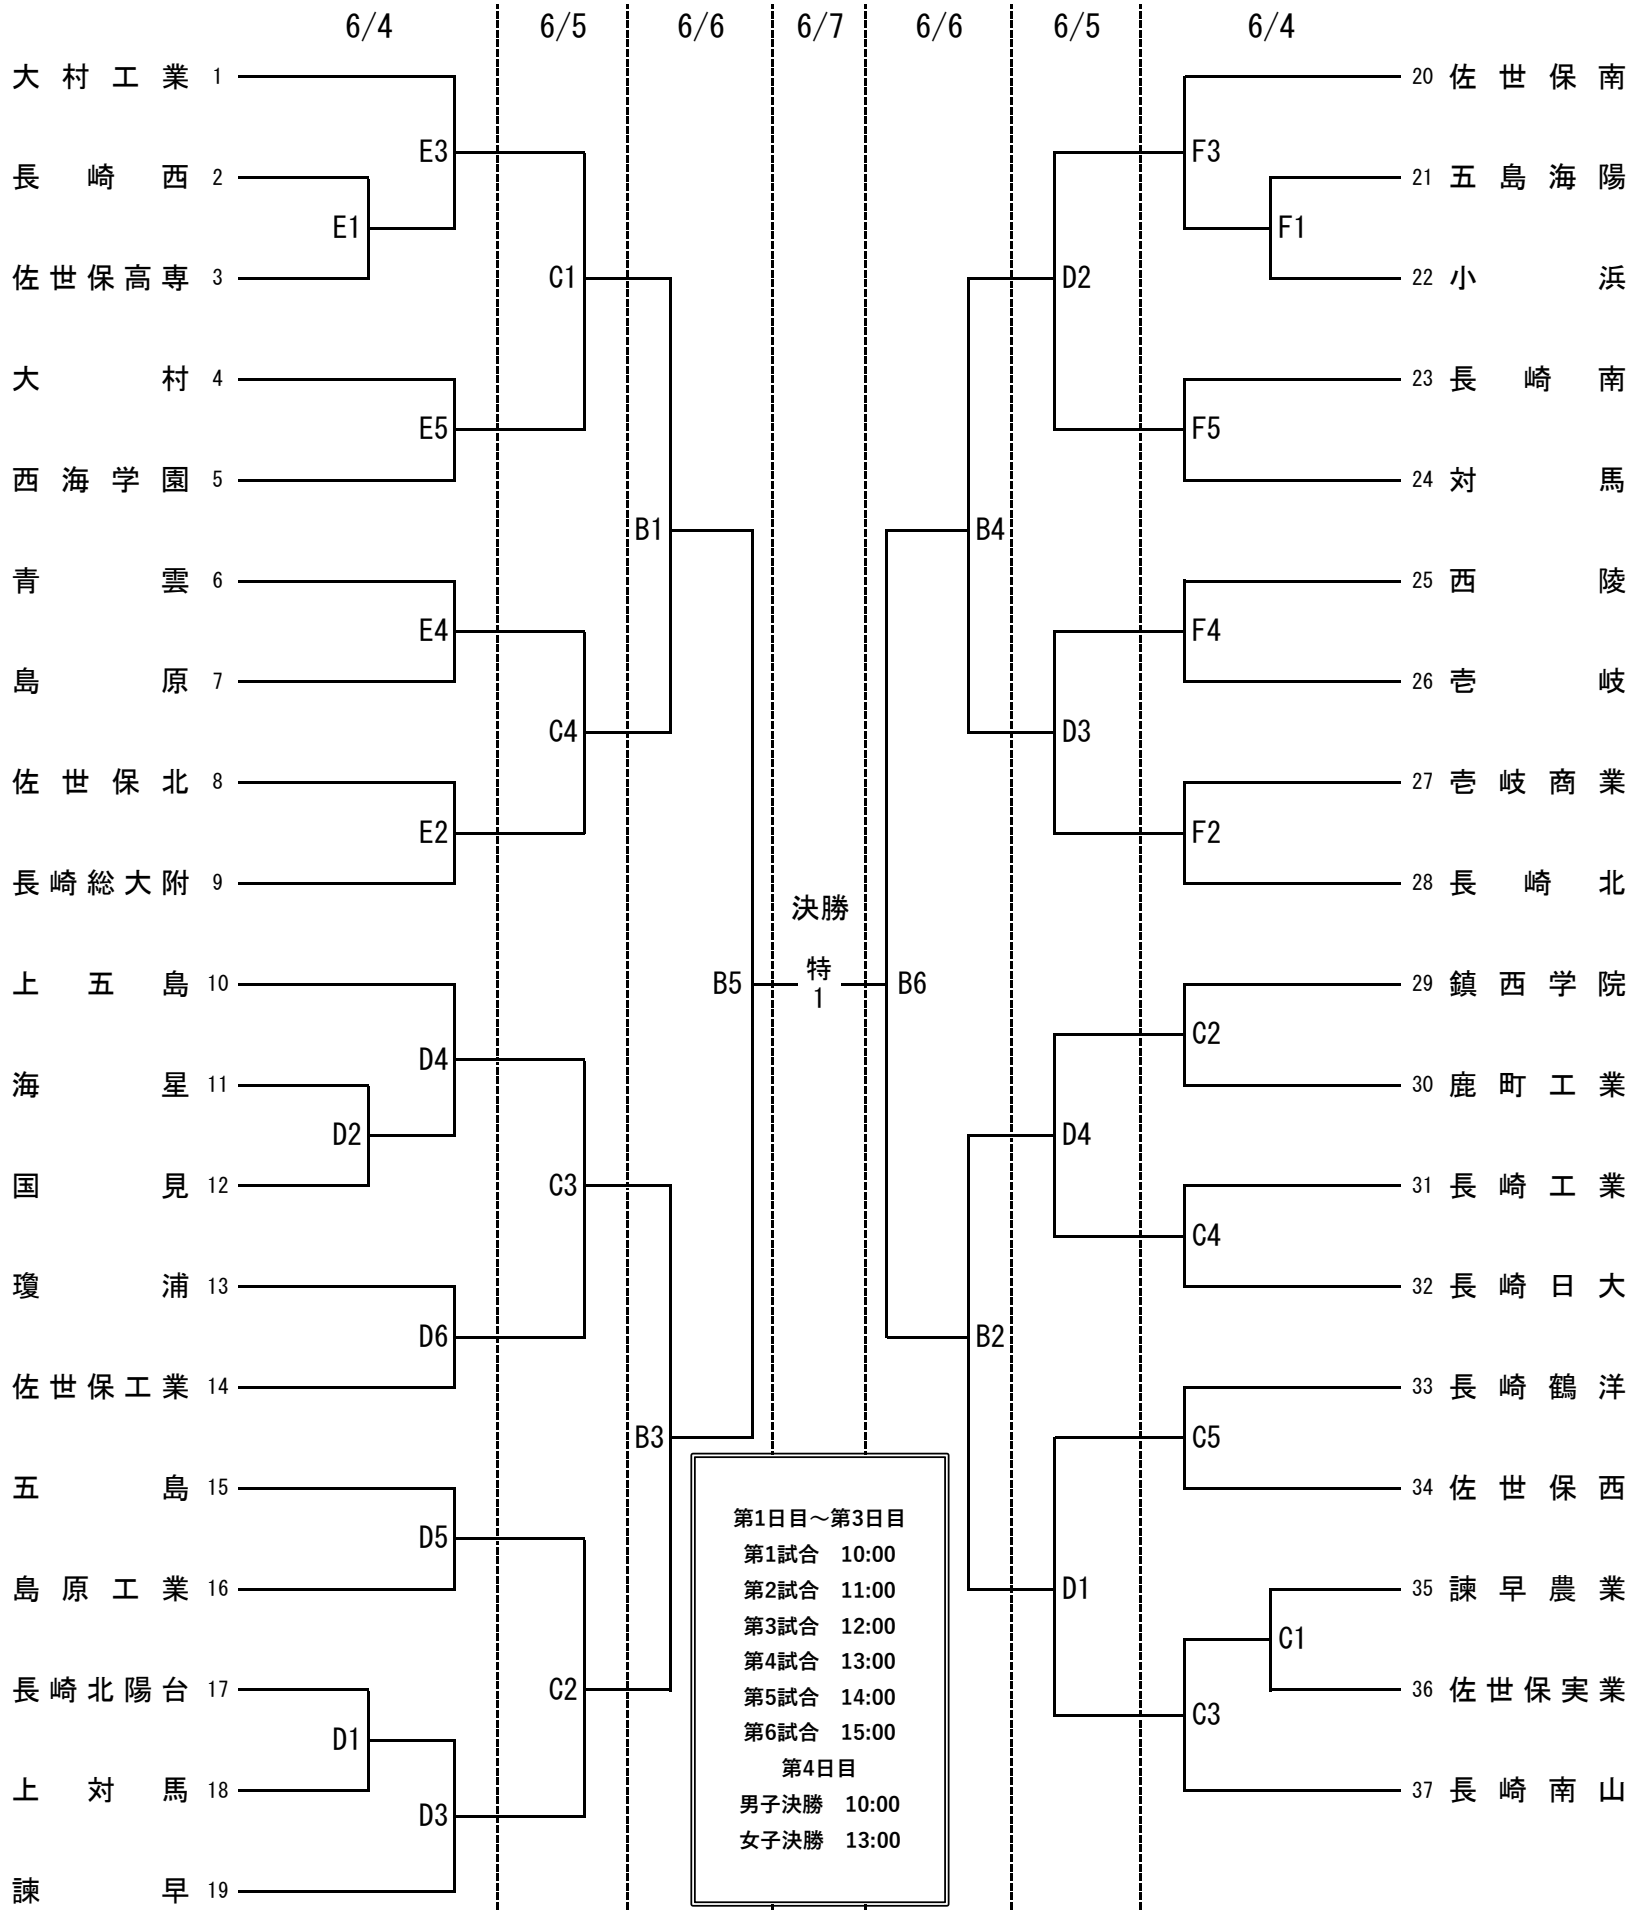 6/4 6/5 6/6 6/7 6/6 6/5 6/4
大村工業 1
長崎西 2
佐世保高専 3
大村 4
西海学園 5
青雲 6
島原 7
佐世保北 8
長崎総大附 9
上五島 10
海星 11
国見 12
瓊浦 13
佐世保工業 14
五島 15
島原工業 16
長崎北陽台 17
上対馬 18
諫早 19
E3
E1
E5
E4
E2
D4
D2
D6
D5
D1
D3
C1
C4
C3
C2
B1
B3
B5
決勝
特
1
B6
B4
B2
D2
D3
D4
D1
F3
F1
F5
F4
F2
C2
C4
C5
C1
C3
20 佐世保南
21 五島海陽
22 小浜
23 長崎南
24 対馬
25 西陵
26 壱岐
27 壱岐商業
28 長崎北
29 鎮西学院
30 鹿町工業
31 長崎工業
32 長崎日大
33 長崎鶴洋
34 佐世保西
35 諫早農業
36 佐世保実業
37 長崎南山
第1日目～第3日目
第1試合 10:00
第2試合 11:00
第3試合 12:00
第4試合 13:00
第5試合 14:00
第6試合 15:00
第4日目
男子決勝 10:00
女子決勝 13:00